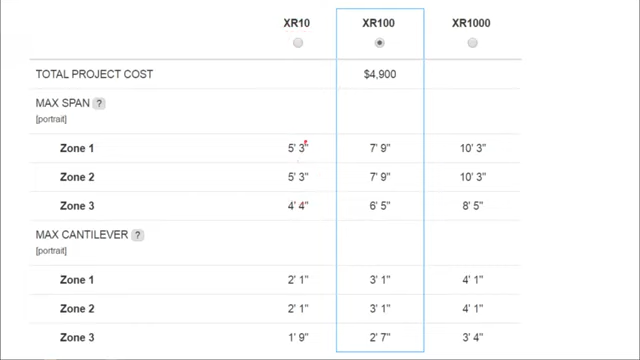 XR10 XR100 XR1000
TOTAL PROJECT COST $4,900
MAX SPAN ?
[portrait]
Zone 1 5' 3" 7' 9" 10' 3"
Zone 2 5' 3" 7' 9" 10' 3"
Zone 3 4' 4" 6' 5" 8' 5"
MAX CANTILEVER ?
[portrait]
Zone 1 2' 1" 3' 1" 4' 1"
Zone 2 2' 1" 3' 1" 4' 1"
Zone 3 1' 9" 2' 7" 3' 4"